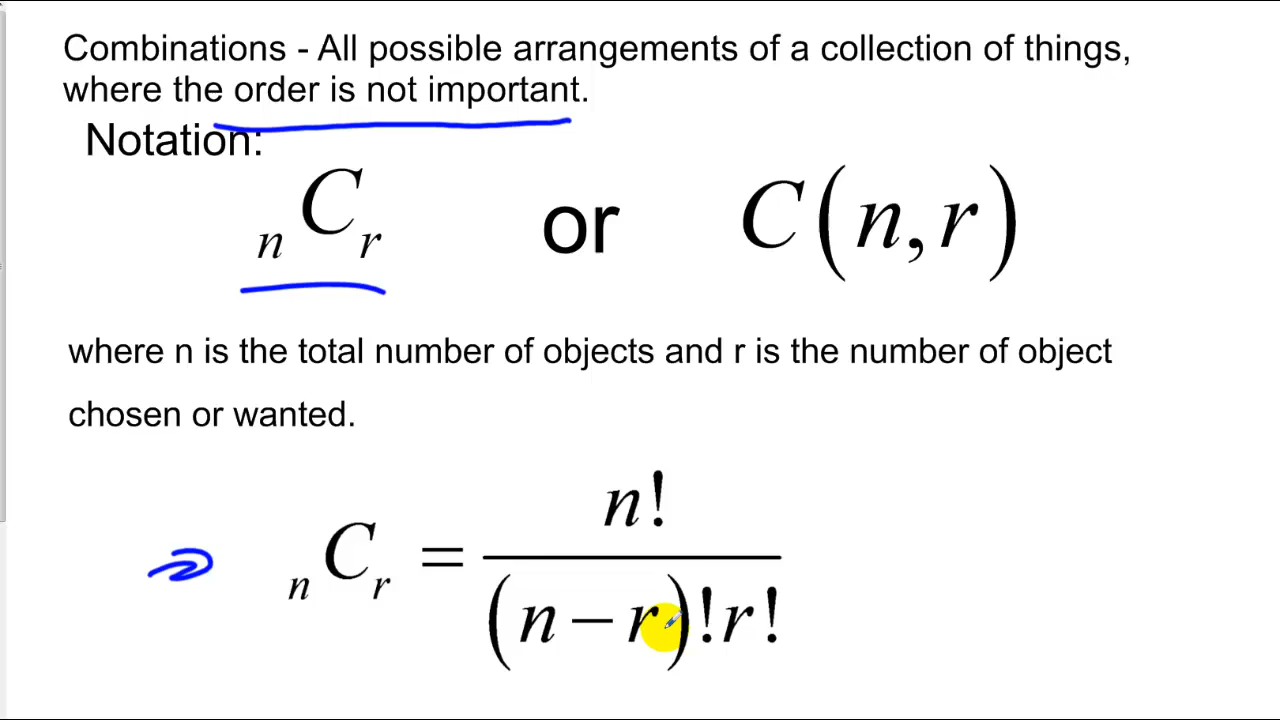 Combinations - All possible arrangements of a collection of things,
where the order is not important.
Notation:
nCr or C(n,r)
where n is the total number of objects and r is the number of object
chosen or wanted.
nCr = n! / (n-r)!r!